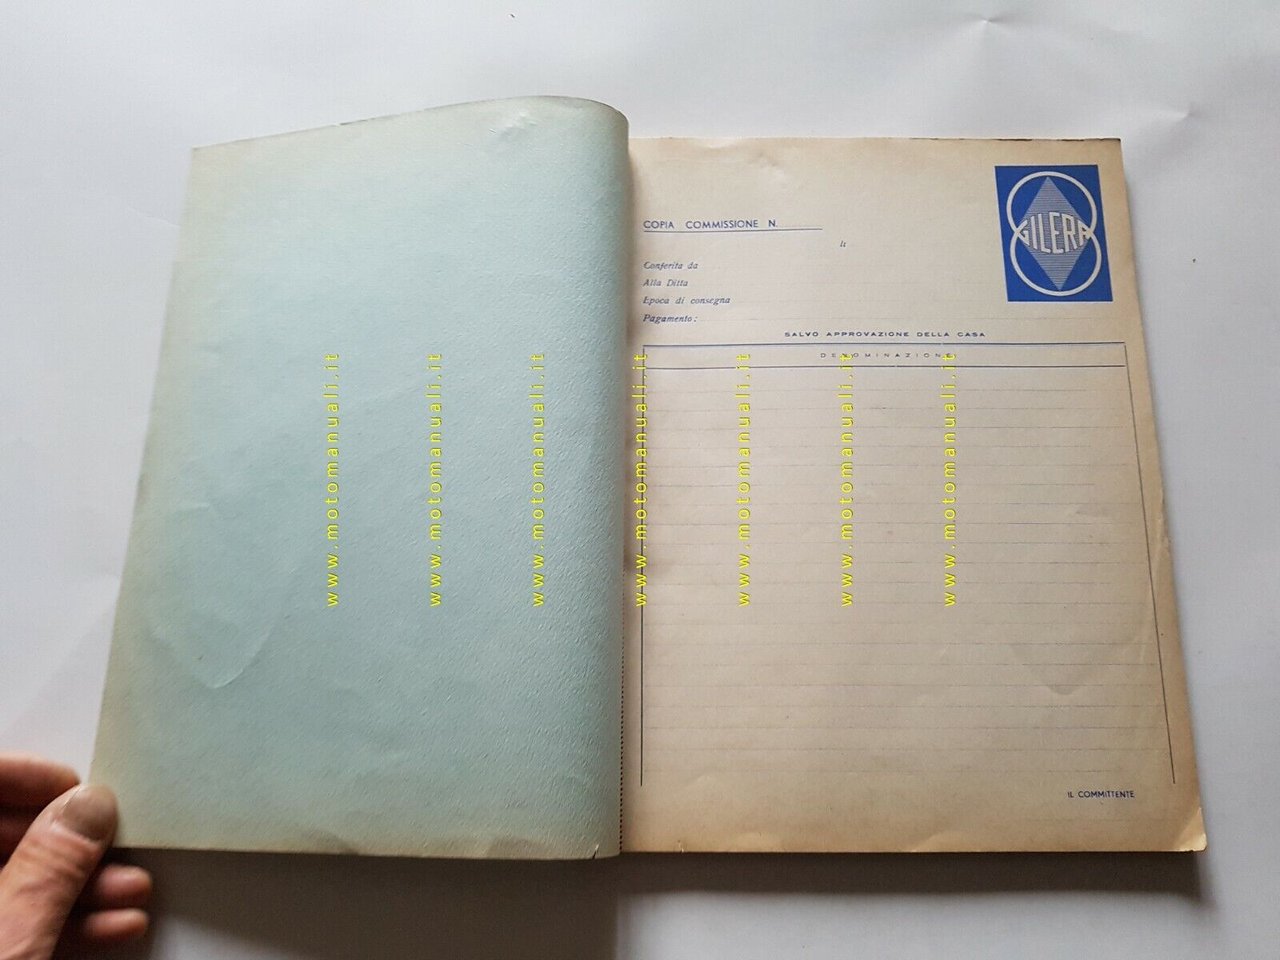 COPIA COMMISSIONE N.
GILERA
li
Conferita da
Alla Ditta
Epoca di consegna
Pagamento:
SALVO APPROVAZIONE DELLA CASA
DENOMINAZIONE
www.motomanuali.it
www.motomanuali.it
www.motomanuali.it
www.motomanuali.it
www.motomanuali.it
www.motomanuali.it
www.motomanuali.it
IL COMMITTENTE